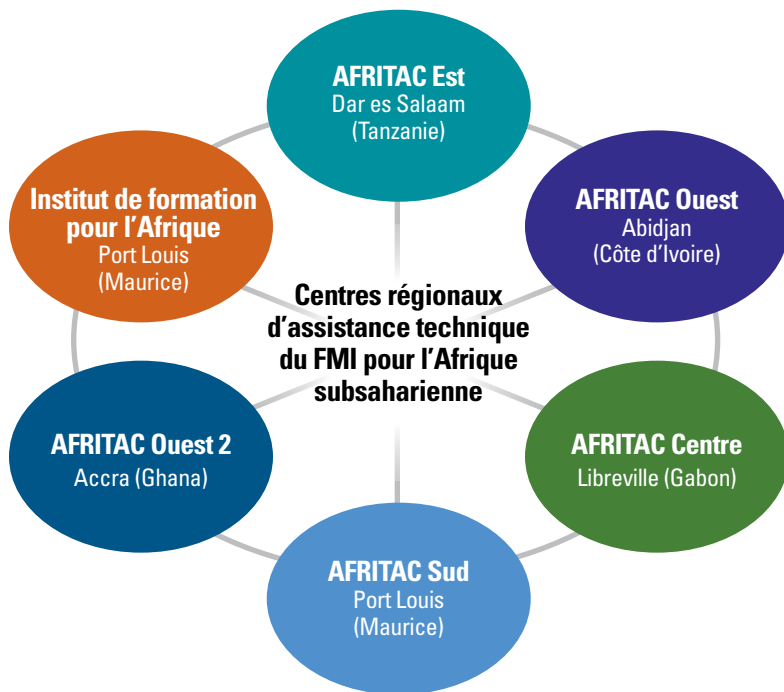 AFRITAC Est
Dar es Salaam
(Tanzanie)
Institut de formation
pour l'Afrique
Port Louis
(Maurice)
AFRITAC Ouest
Abidjan
(Côte d'Ivoire)
Centres régionaux
d'assistance technique
du FMI pour l'Afrique
subsaharienne
AFRITAC Ouest 2
Accra (Ghana)
AFRITAC Centre
Libreville (Gabon)
AFRITAC Sud
Port Louis
(Maurice)